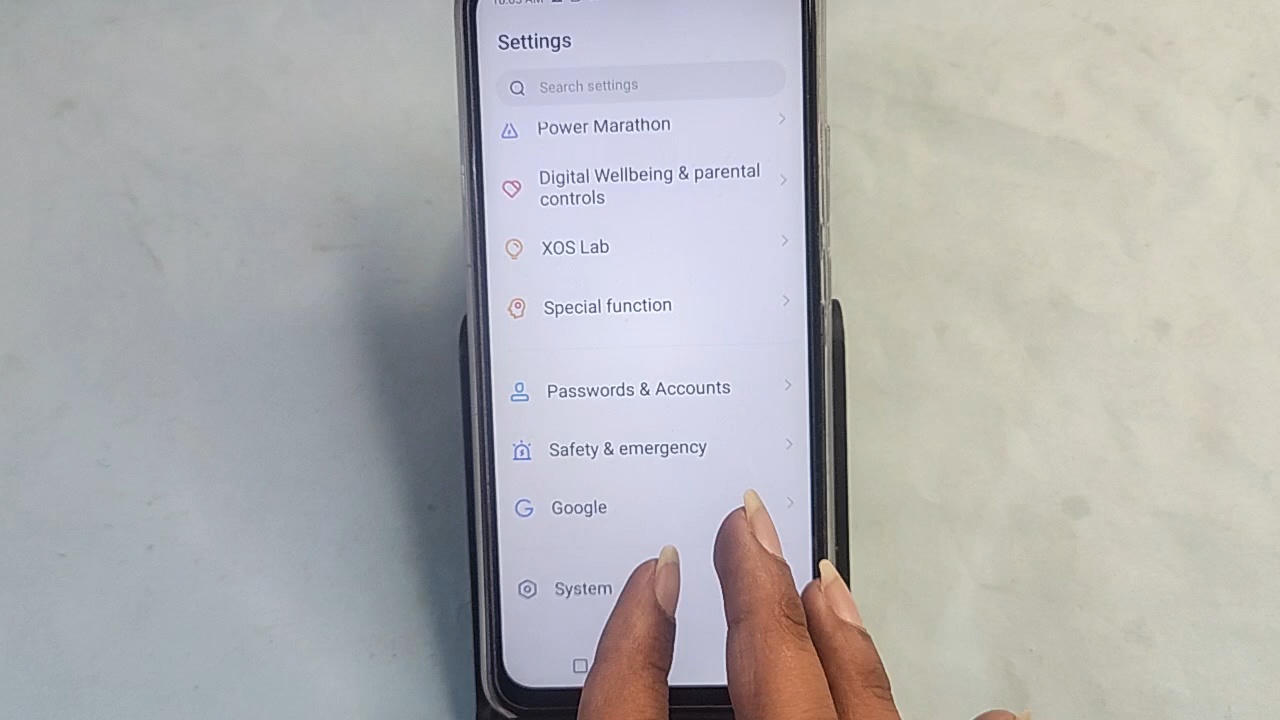 Settings
Search settings
Power Marathon
Digital Wellbeing & parental
controls
XOS Lab
Special function
Passwords & Accounts
Safety & emergency
Google
System